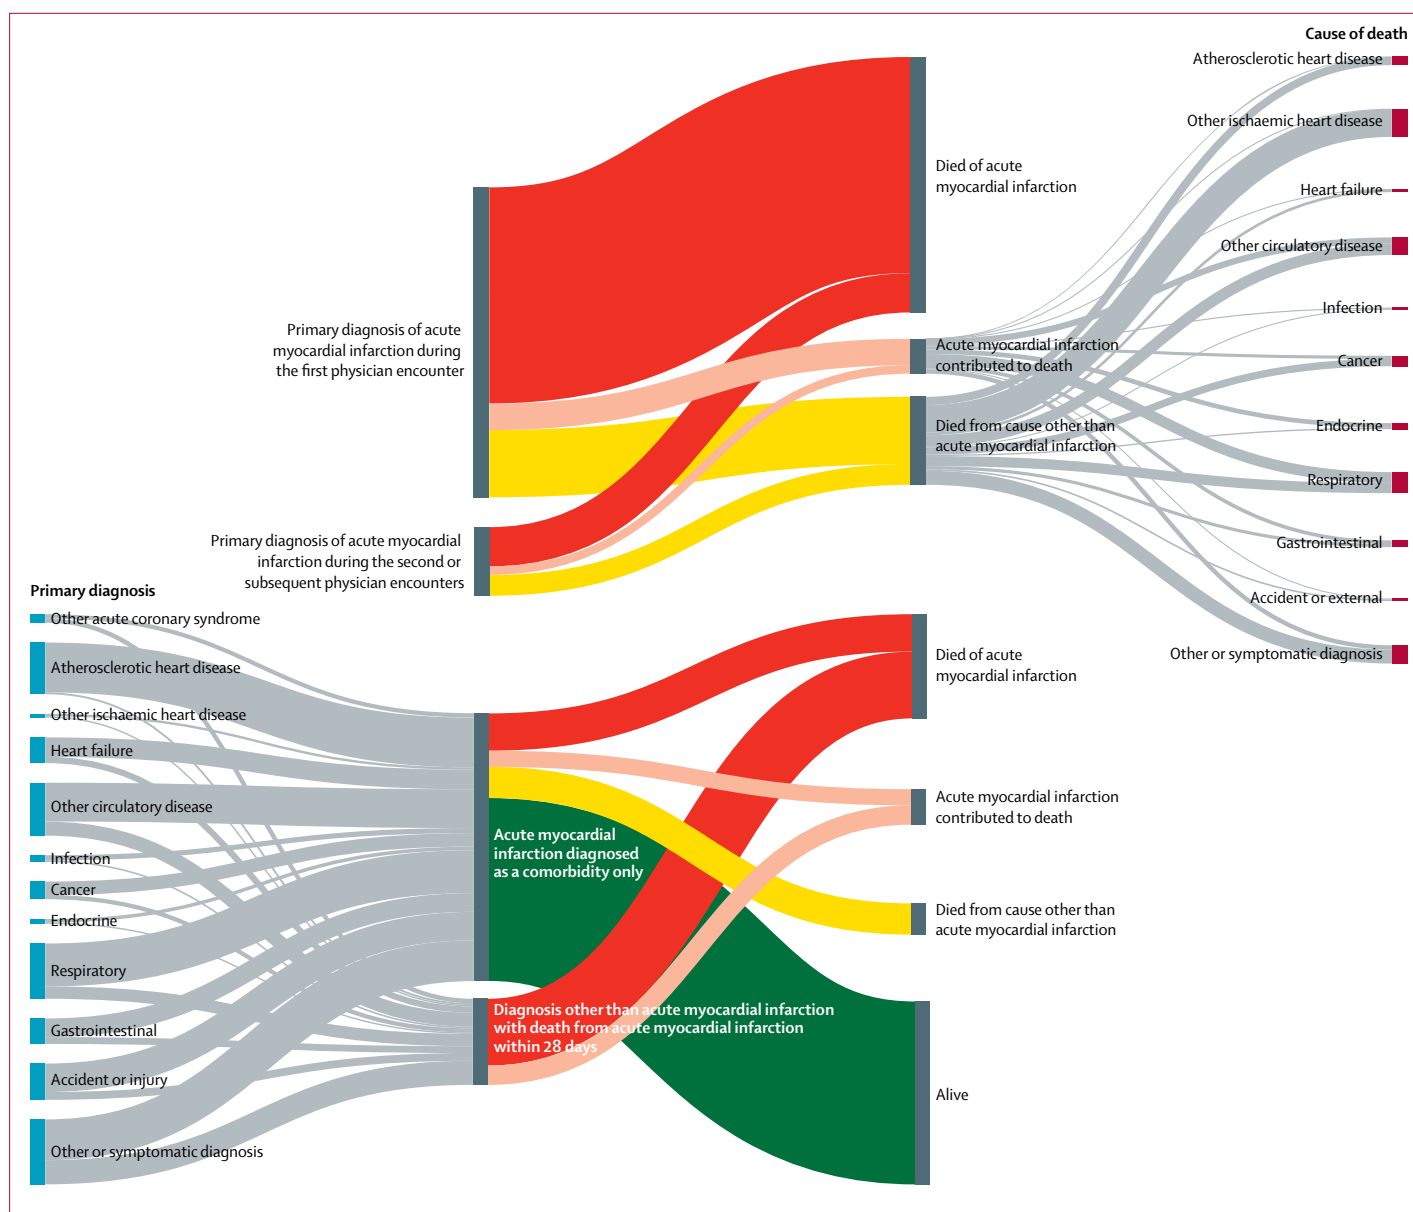 Cause of death
Atherosclerotic heart disease
Other ischaemic heart disease
Heart failure
Other circulatory disease
Infection
Cancer
Endocrine
Respiratory
Gastrointestinal
Accident or external
Other or symptomatic diagnosis
Died of acute
myocardial infarction
Acute myocardial infarction
contributed to death
Died from cause other than
acute myocardial infarction
Primary diagnosis of acute
myocardial infarction during
the first physician encounter
Primary diagnosis of acute myocardial
infarction during the second or
subsequent physician encounters
Primary diagnosis
Other acute coronary syndrome
Atherosclerotic heart disease
Other ischaemic heart disease
Heart failure
Other circulatory disease
Infection
Cancer
Endocrine
Respiratory
Gastrointestinal
Accident or injury
Other or symptomatic diagnosis
Acute myocardial
infarction diagnosed
as a comorbidity only
Diagnosis other than acute myocardial infarction
with death from acute myocardial infarction
within 28 days
Died of acute
myocardial infarction
Acute myocardial infarction
contributed to death
Died from cause other than
acute myocardial infarction
Alive